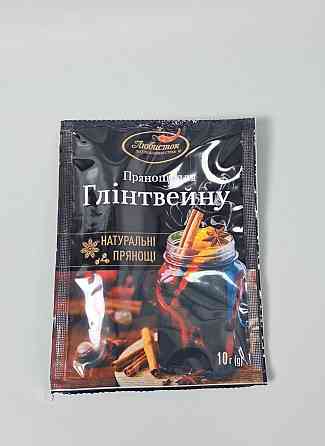 Любисток
Прянощі для
Глінтвейну
НАТУРАЛЬНІ
ПРЯНОЩІ
10 г (g)